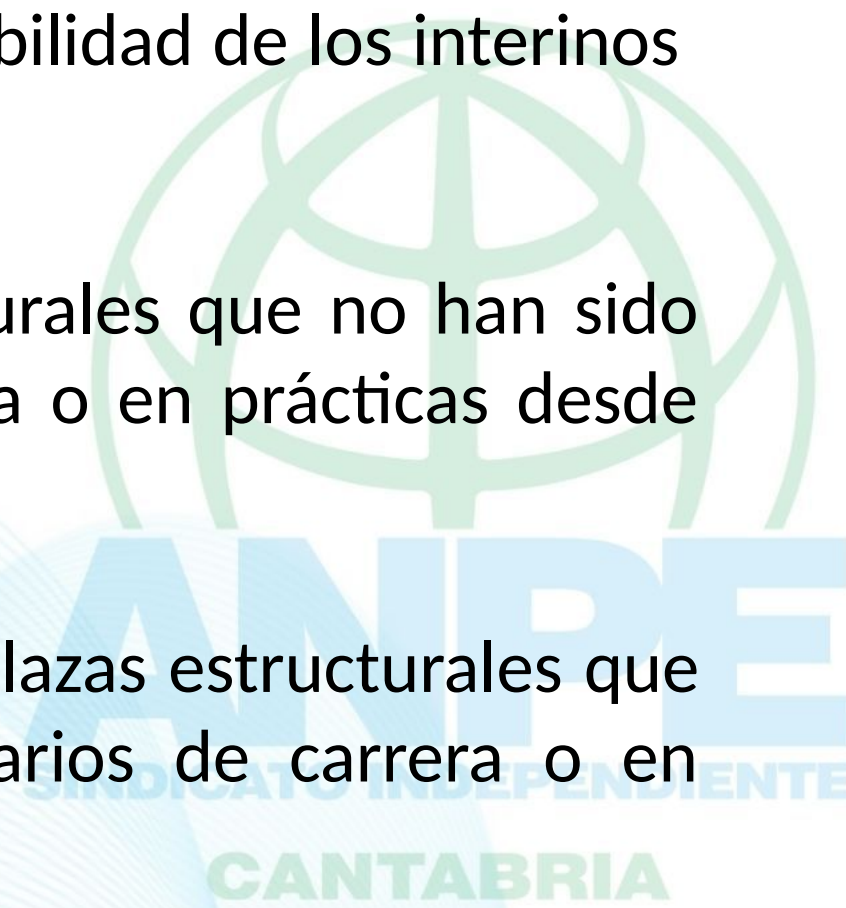 bilidad de los interinos
urales que no han sido
a o en prácticas desde
lazas estructurales que
arios de carrera o en
ANPE
SINDICATO INDEPENDIENTE
CANTABRIA